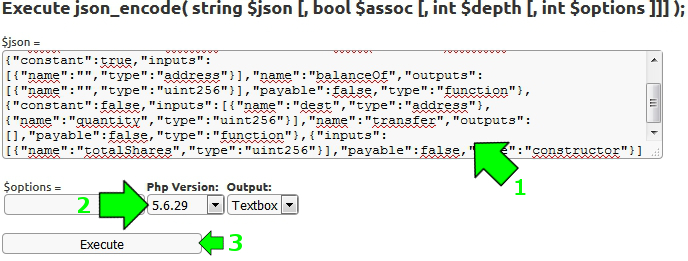 Execute json_encode( string $json [, bool $assoc [, int $depth [, int $options ]]] );
$json =
{"constant":true,"inputs":
[{"name":"","type":"address"}],"name":"balanceOf","outputs":
[{"name":"","type":"uint256"}],"payable":false,"type":"function"},
{"constant":false,"inputs":[{"name":"dest","type":"address"},
{"name":"quantity","type":"uint256"}],"name":"transfer","outputs":
[],"payable":false,"type":"function"},{"inputs":
[{"name":"totalShares","type":"uint256"}],"payable":false, :"constructor"}]
1
$options = Php Version: Output:
2 5.6.29 Textbox
Execute 3